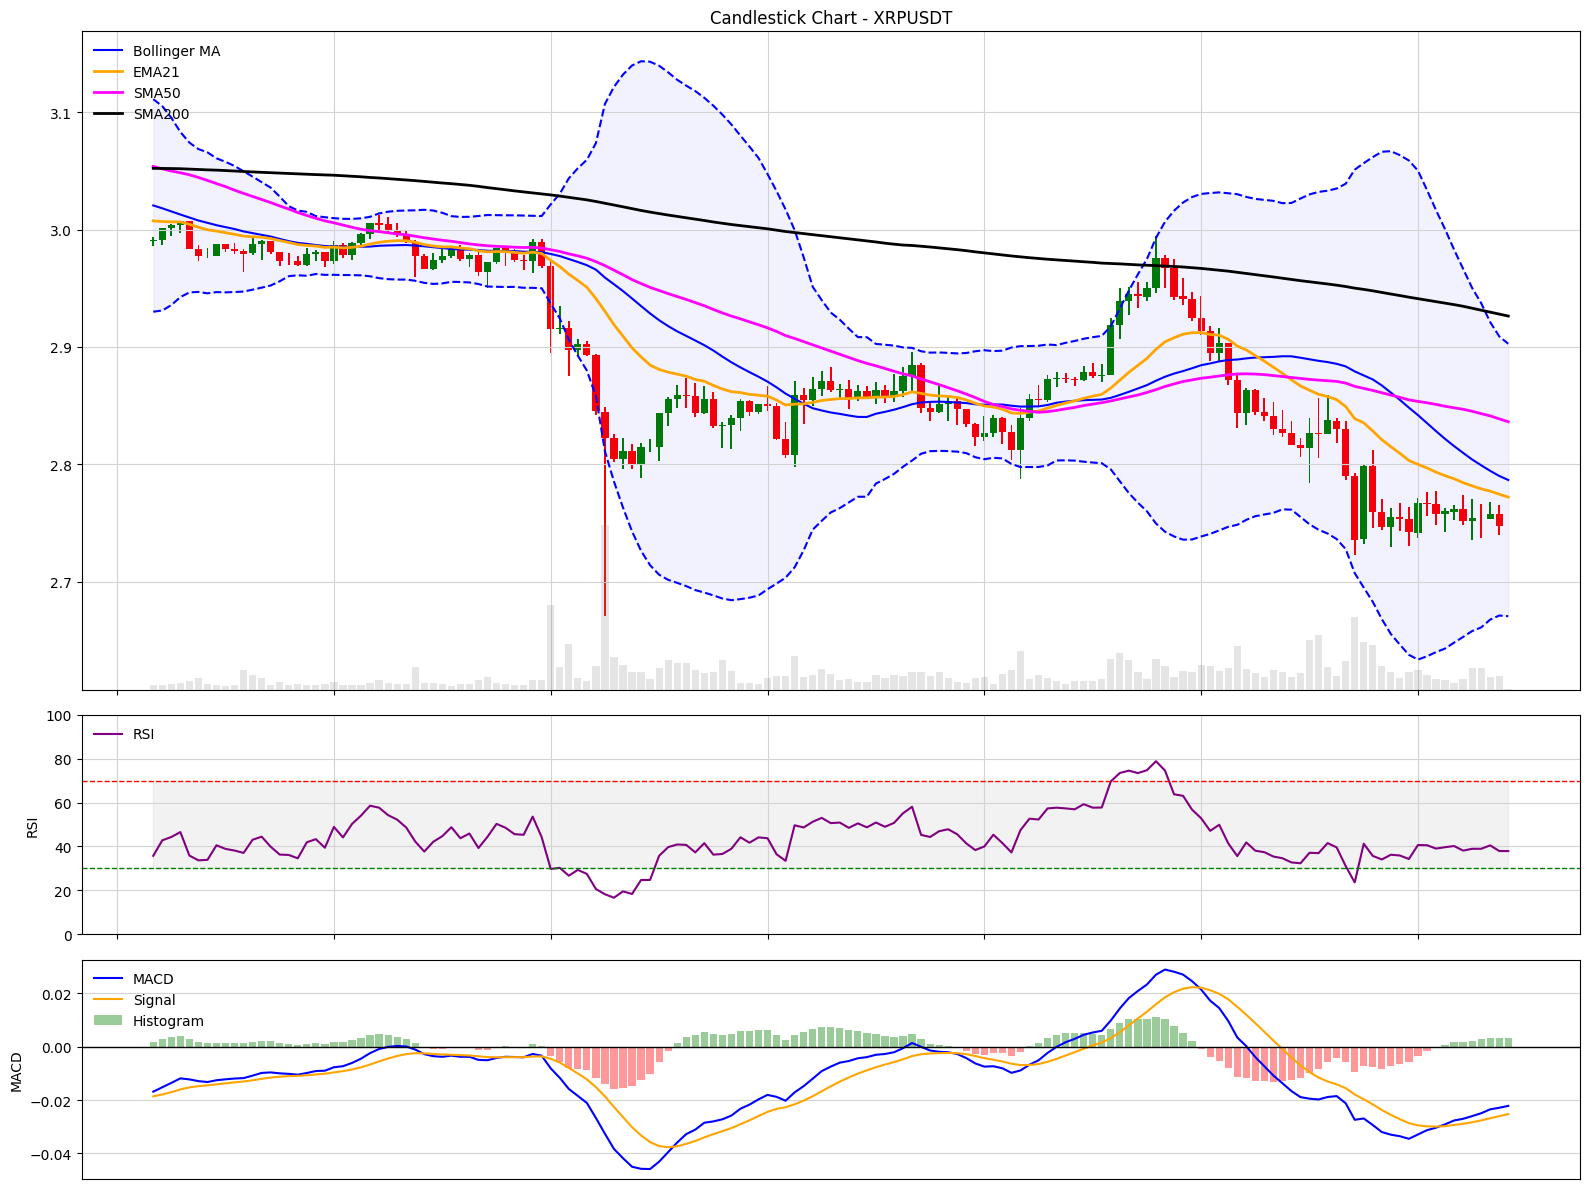 Candlestick Chart - XRPUSDT
Bollinger MA
EMA21
SMA50
SMA200
3.1
3.0
2.9
2.8
2.7
RSI
100
80
60
40
20
0
RSI
MACD
Signal
Histogram
0.02
0.00
−0.02
−0.04
MACD